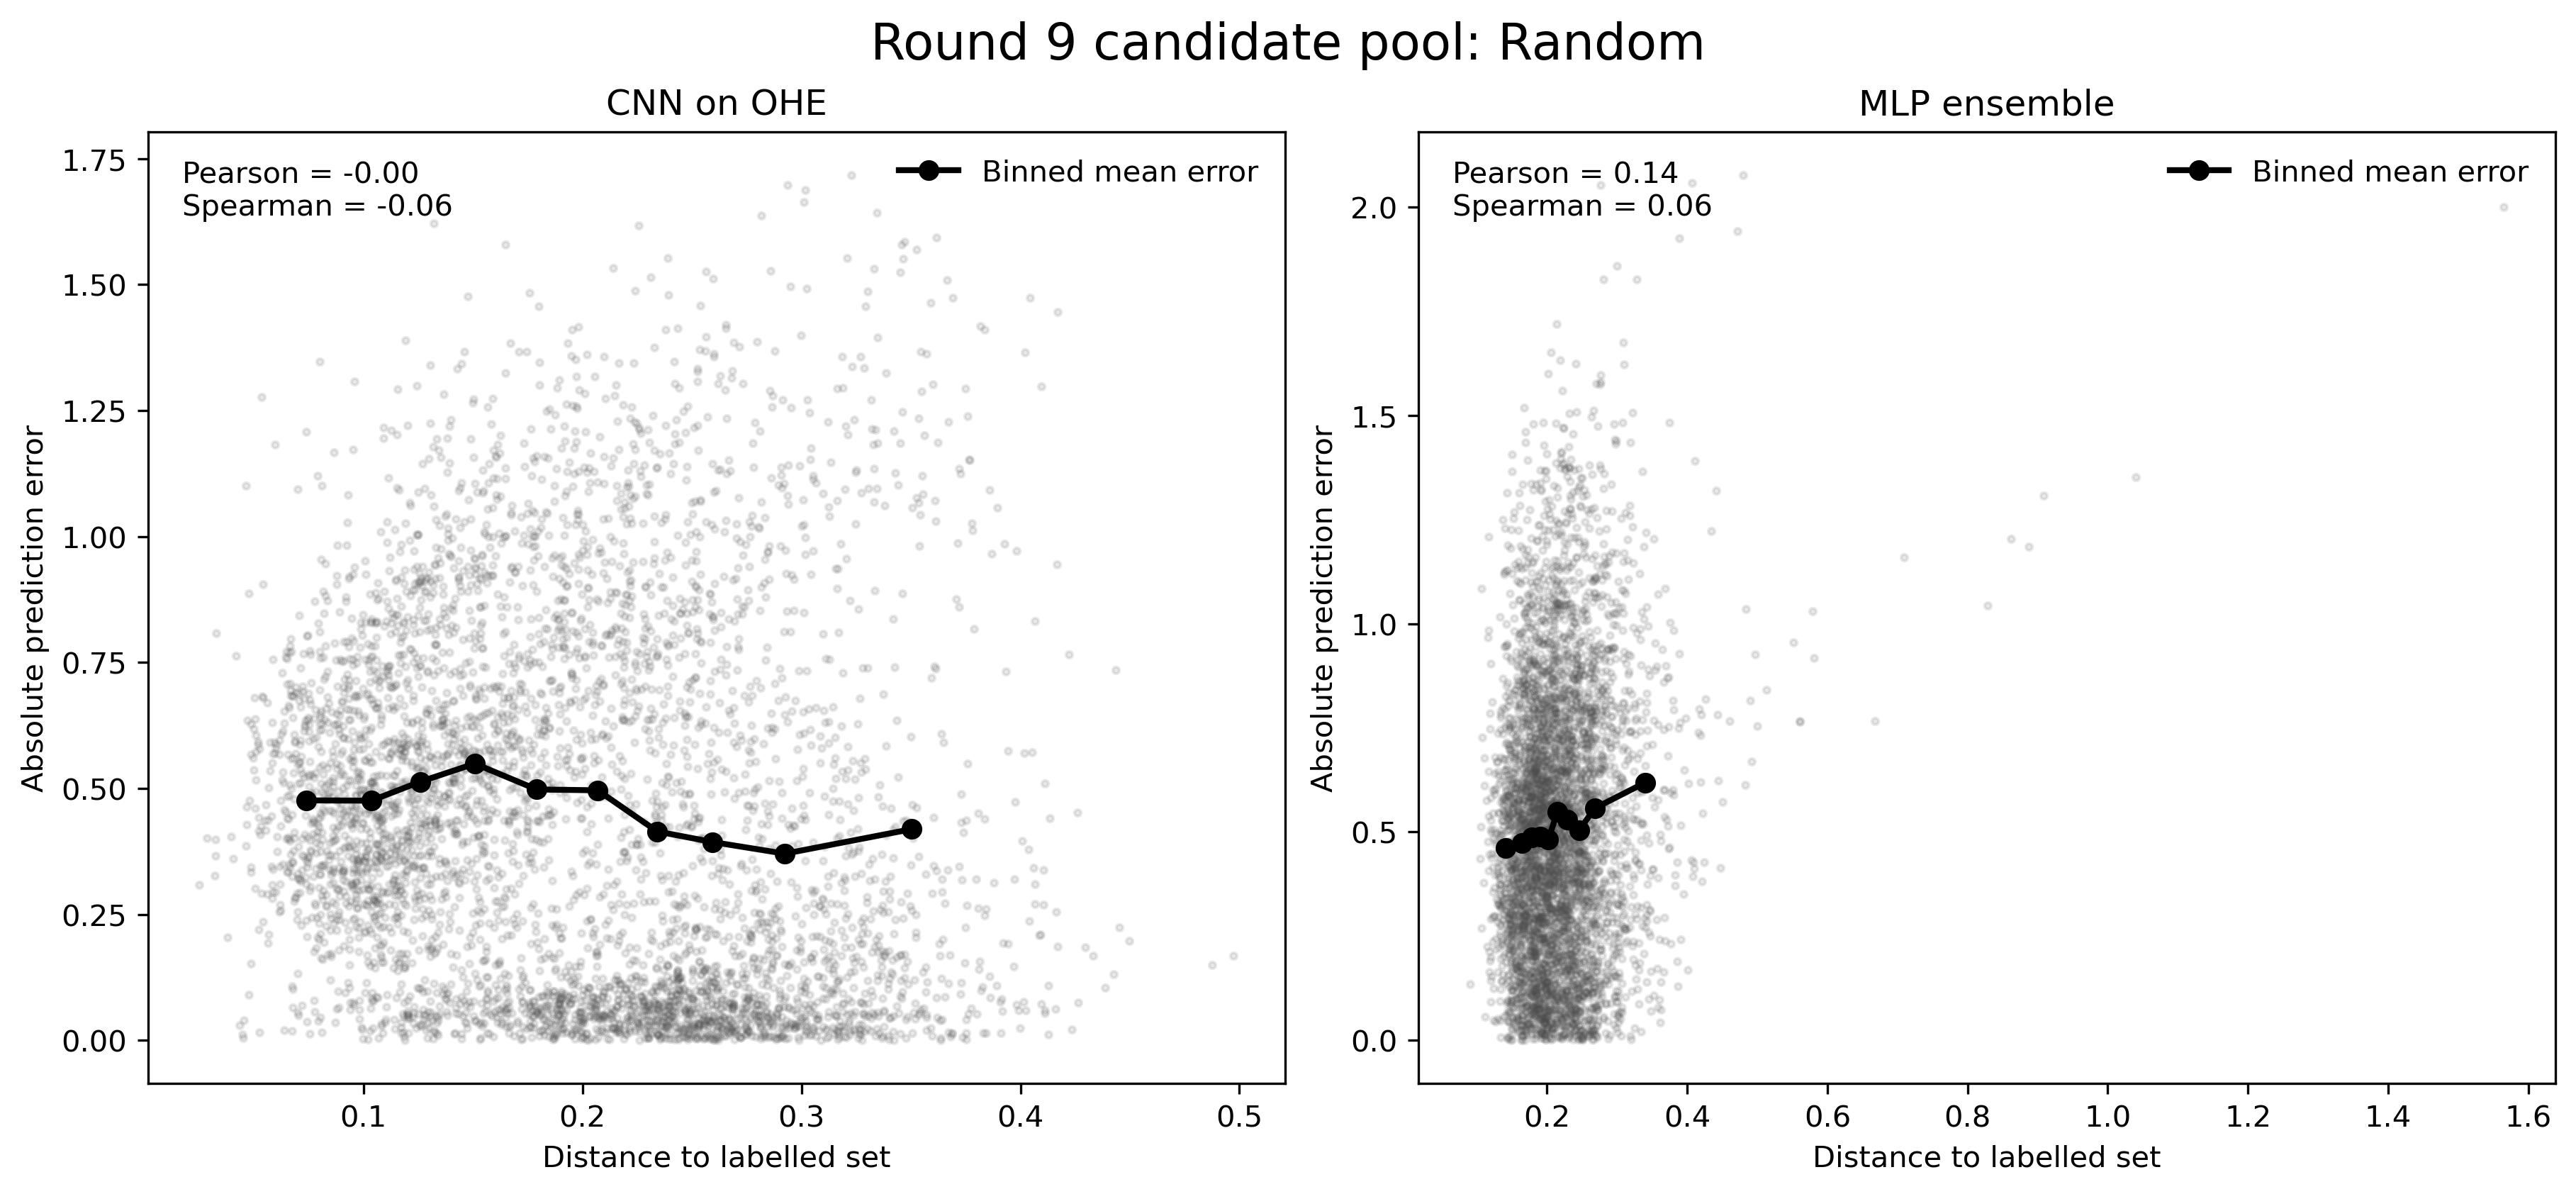 Round 9 candidate pool: Random
CNN on OHE
Pearson = -0.00
Spearman = -0.06
Binned mean error
Absolute prediction error
1.75
1.50
1.25
1.00
0.75
0.50
0.25
0.00
0.1
0.2
0.3
0.4
0.5
Distance to labelled set
MLP ensemble
Pearson = 0.14
Spearman = 0.06
Binned mean error
Absolute prediction error
2.0
1.5
1.0
0.5
0.0
0.2
0.4
0.6
0.8
1.0
1.2
1.4
1.6
Distance to labelled set